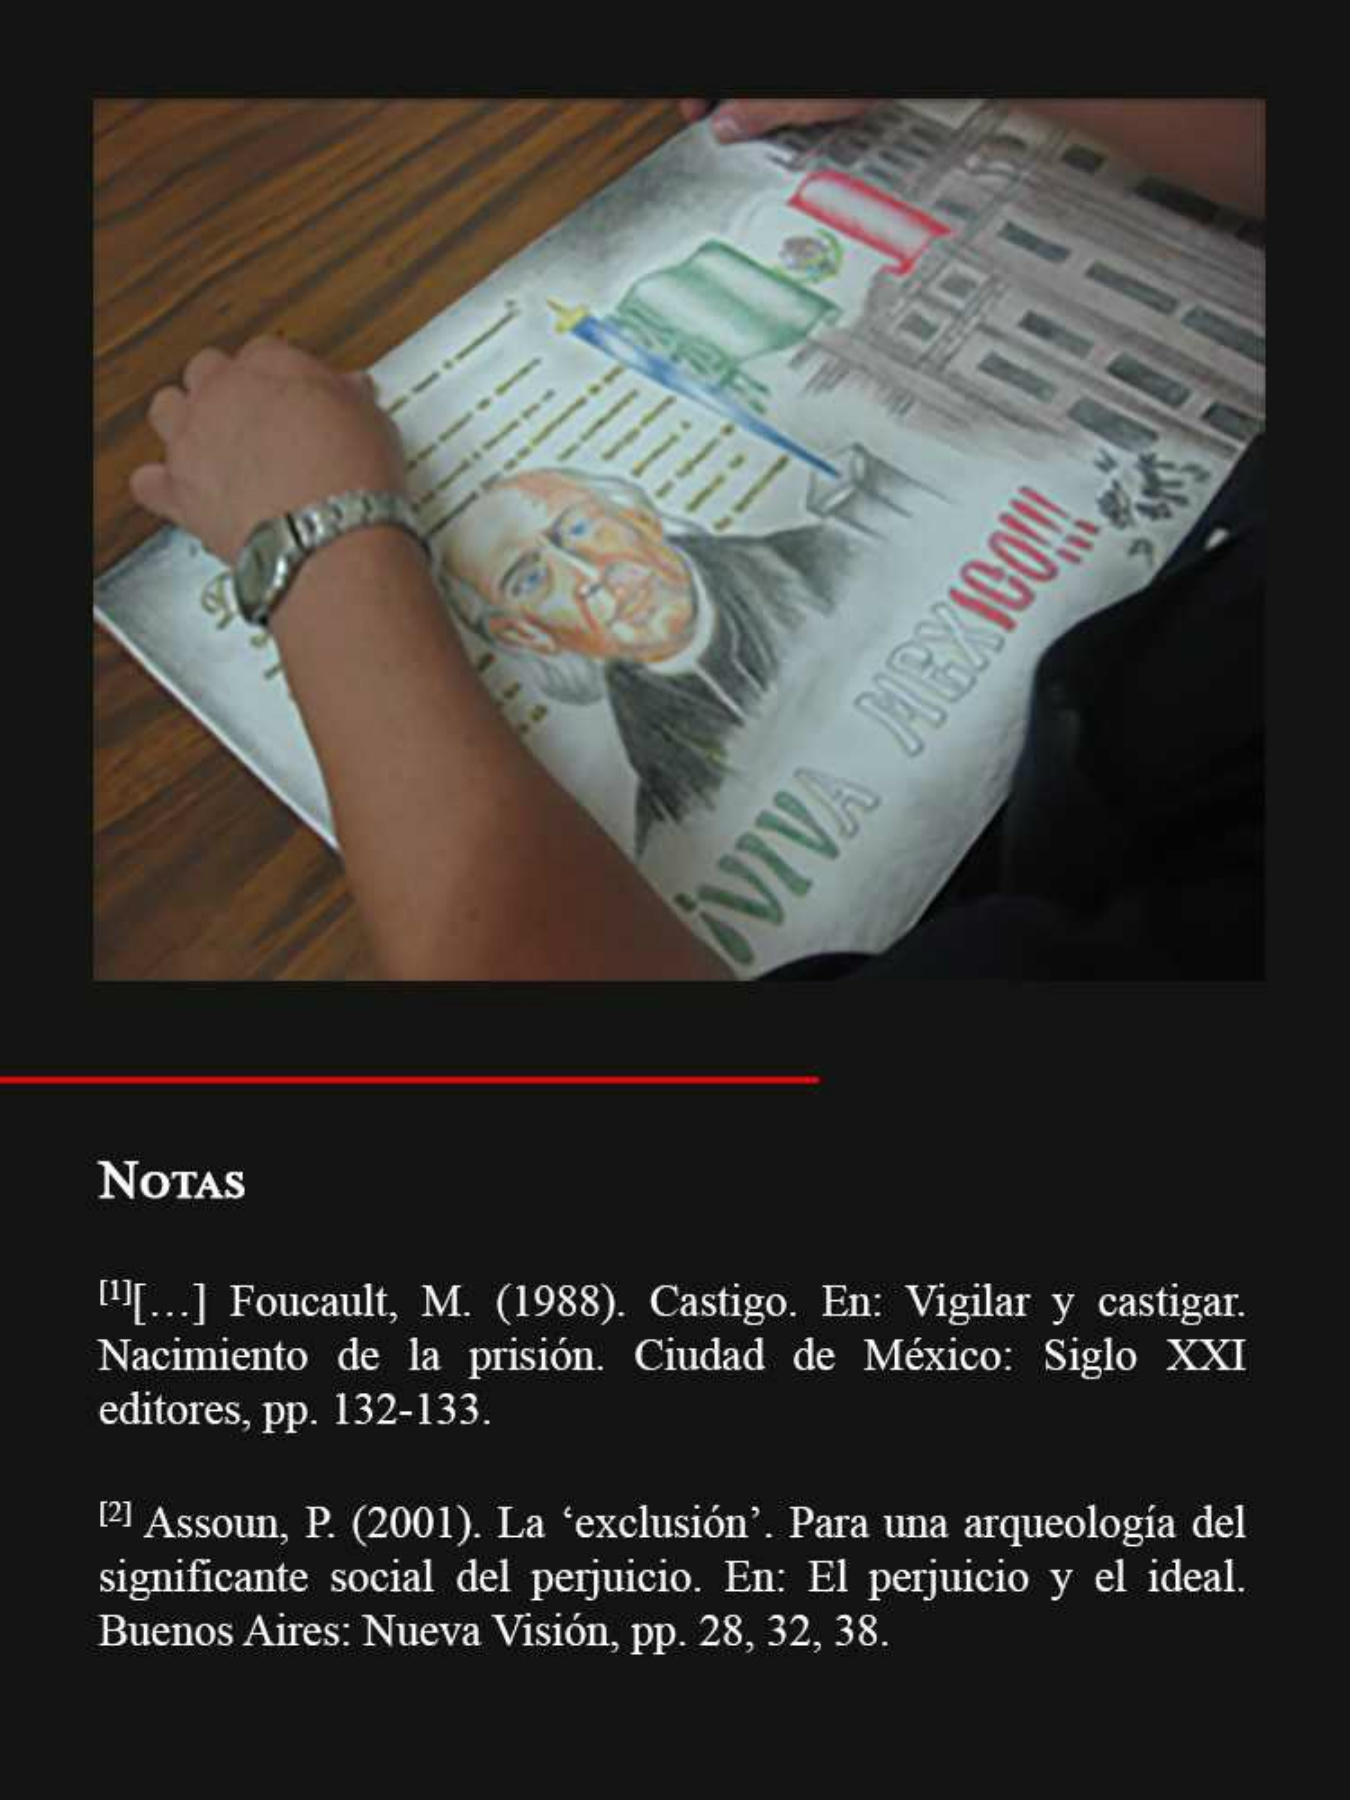 ¡VIVA MEXICO!!!
NOTAS
[1][…] Foucault, M. (1988). Castigo. En: Vigilar y castigar.
Nacimiento de la prisión. Ciudad de México: Siglo XXI
editores, pp. 132-133.
[2] Assoun, P. (2001). La ‘exclusión’. Para una arqueología del
significante social del perjuicio. En: El perjuicio y el ideal.
Buenos Aires: Nueva Visión, pp. 28, 32, 38.